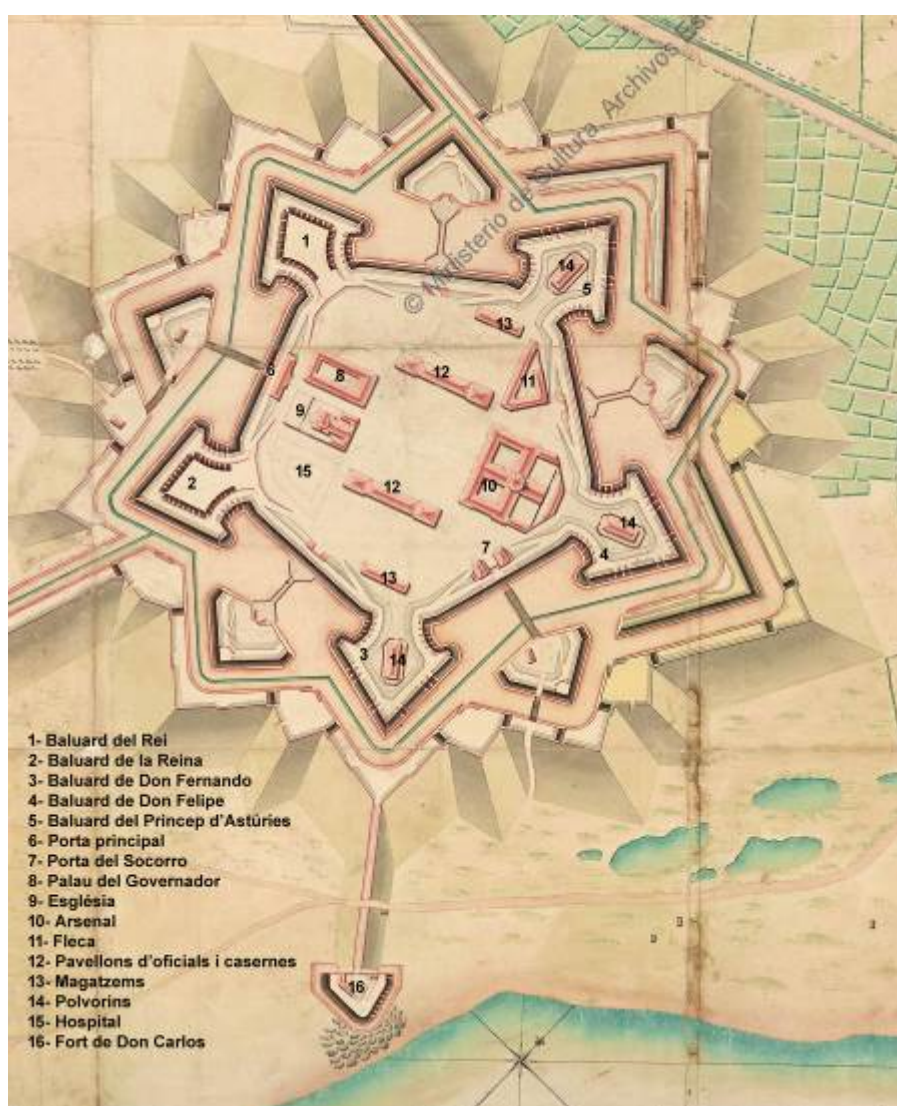 © Ministerio de Cultura. Archivos
1
14
5
13
6
8
12
11
9
2
15
12
10
14
7
4
13
3
14
1- Baluard del Rei
2- Baluard de la Reina
3- Baluard de Don Fernando
4- Baluard de Don Felipe
5- Baluard del Princep d'Astúries
6- Porta principal
7- Porta del Socorro
8- Palau del Governador
9- Església
10- Arsenal
11- Fleca
12- Pavellons d'oficials i casernes
13- Magatzems
14- Polvorins
15- Hospital
16- Fort de Don Carlos
16